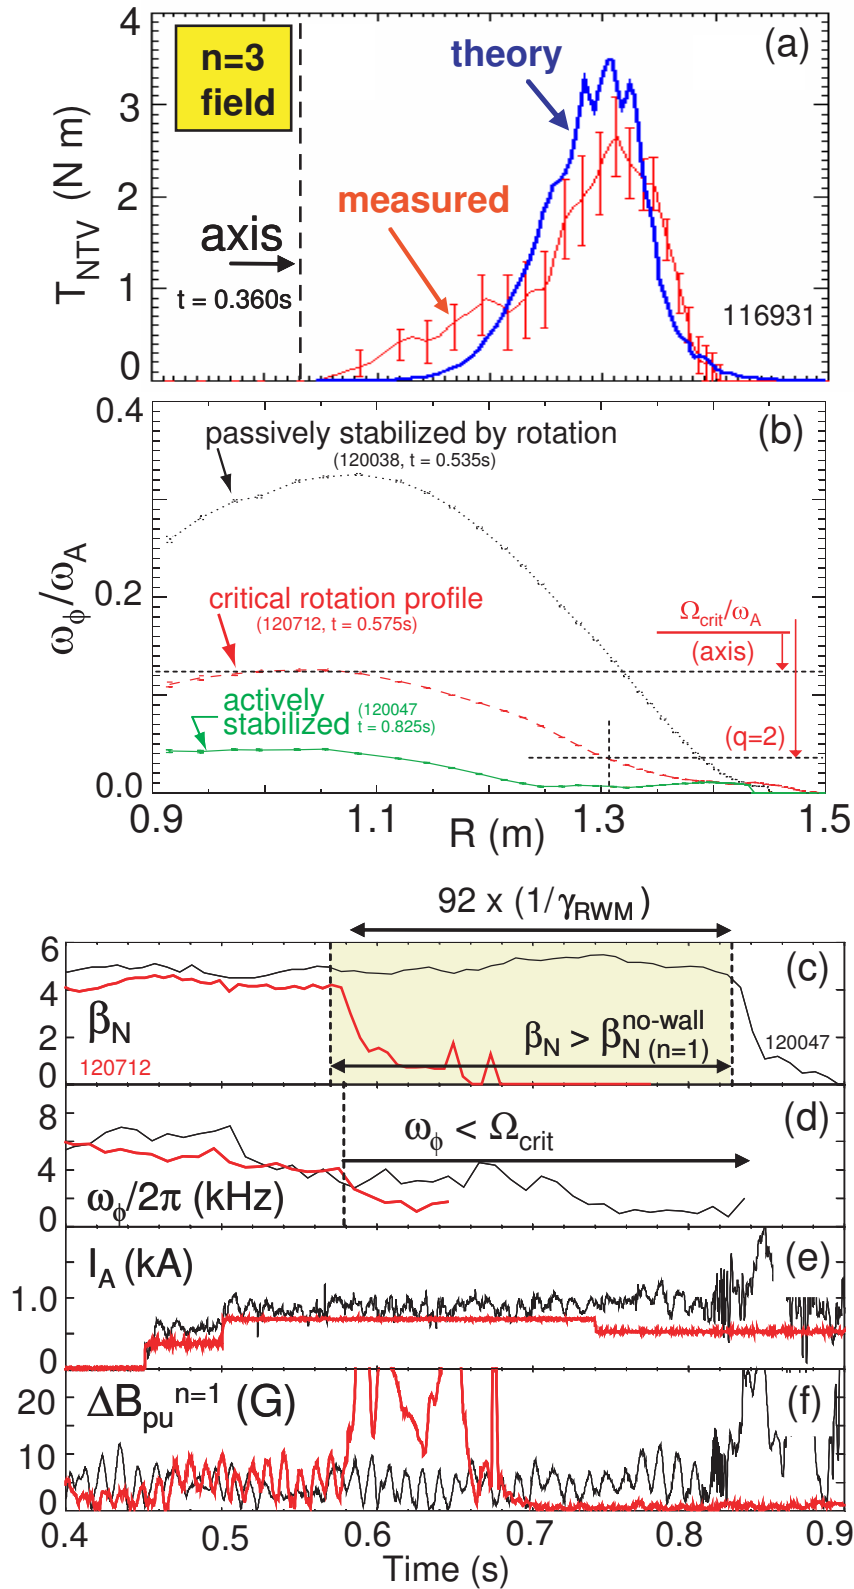 4
3
2
1
0
T_NTV (N m)
n=3
field
(a)
theory
measured
axis
t = 0.360s
116931
0.4
0.2
0.0
ω_ϕ/ω_A
(b)
passively stabilized by rotation
(120038, t = 0.535s)
critical rotation profile
(120712, t = 0.575s)
Ω_crit/ω_A
(axis)
actively
stabilized
(120047
t = 0.825s)
(q=2)
0.9 1.1 1.3 1.5
R (m)
92 x (1/γ_RWM)
6
4
2
0
(c)
β_N
β_N > β_N^no-wall (n=1)
120712
120047
8
4
0
(d)
ω_ϕ < Ω_crit
ω_ϕ/2π (kHz)
1.0
0
I_A (kA)
(e)
20
10
0
ΔB_pu^n=1 (G)
(f)
0.4 0.5 0.6 0.7 0.8 0.9
Time (s)